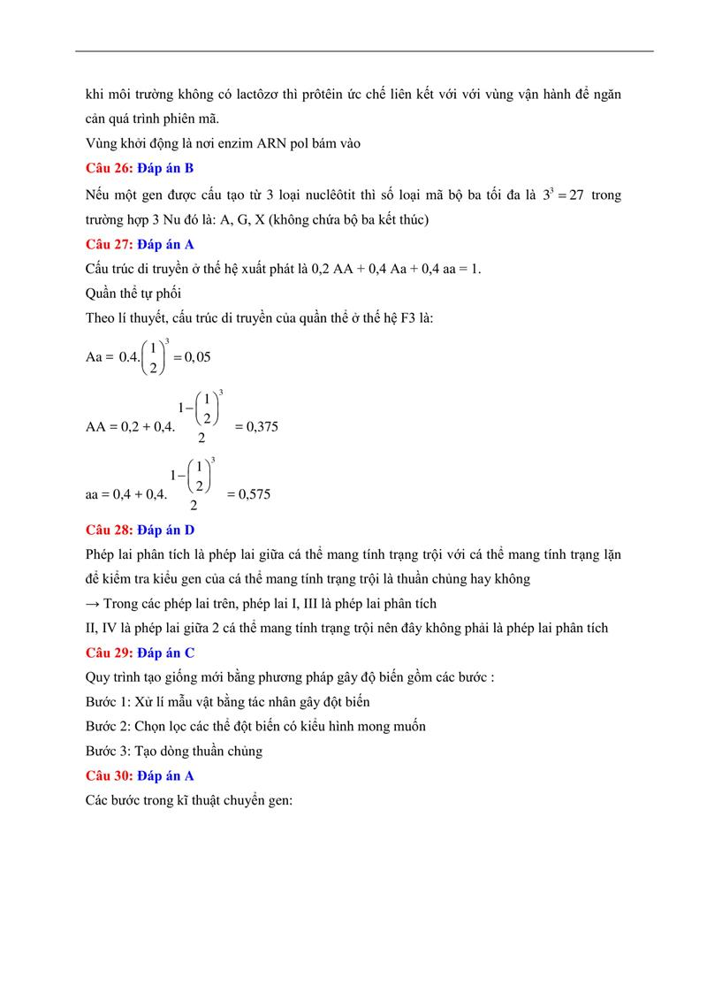 khi môi trường không có lactôzơ thì prôtêin ức chế liên kết với với vùng vận hành để ngăn
cản quá trình phiên mã.
Vùng khởi động là nơi enzim ARN pol bám vào
Câu 26: Đáp án B
Nếu một gen được cấu tạo từ 3 loại nuclêôtit thì số loại mã bộ ba tối đa là 3³ = 27 trong
trường hợp 3 Nu đó là: A, G, X (không chứa bộ ba kết thúc)
Câu 27: Đáp án A
Cấu trúc di truyền ở thế hệ xuất phát là 0,2 AA + 0,4 Aa + 0,4 aa = 1.
Quần thể tự phối
Theo lí thuyết, cấu trúc di truyền của quần thể ở thế hệ F3 là:
Aa = 0.4.(1/2)³ = 0,05
AA = 0,2 + 0,4. (1−(1/2)³)/2 = 0,375
aa = 0,4 + 0,4. (1−(1/2)³)/2 = 0,575
Câu 28: Đáp án D
Phép lai phân tích là phép lai giữa cá thể mang tính trạng trội với cá thể mang tính trạng lặn
để kiểm tra kiểu gen của cá thể mang tính trạng trội là thuần chủng hay không
→ Trong các phép lai trên, phép lai I, III là phép lai phân tích
II, IV là phép lai giữa 2 cá thể mang tính trạng trội nên đây không phải là phép lai phân tích
Câu 29: Đáp án C
Quy trình tạo giống mới bằng phương pháp gây độ biến gồm các bước :
Bước 1: Xử lí mẫu vật bằng tác nhân gây đột biến
Bước 2: Chọn lọc các thể đột biến có kiểu hình mong muốn
Bước 3: Tạo dòng thuần chủng
Câu 30: Đáp án A
Các bước trong kĩ thuật chuyển gen: